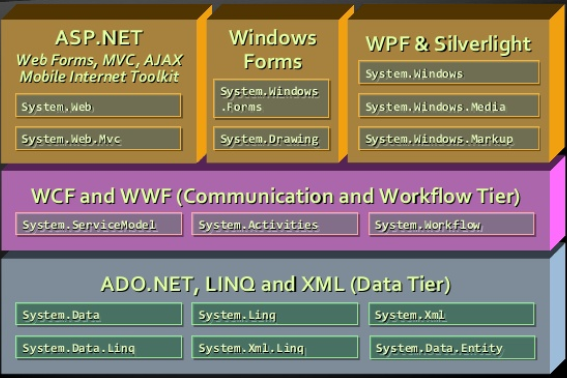 ASP.NET
Web Forms, MVC, AJAX
Mobile Internet Toolkit
System.Web
System.Web.Mvc
Windows
Forms
System.Windows
.Forms
System.Drawing
WPF & Silverlight
System.Windows
System.Windows.Media
System.Windows.Markup
WCF and WWF (Communication and Workflow Tier)
System.ServiceModel
System.Activities
System.Workflow
ADO.NET, LINQ and XML (Data Tier)
System.Data
System.Linq
System.Xml
System.Data.Linq
System.Xml.Linq
System.Data.Entity